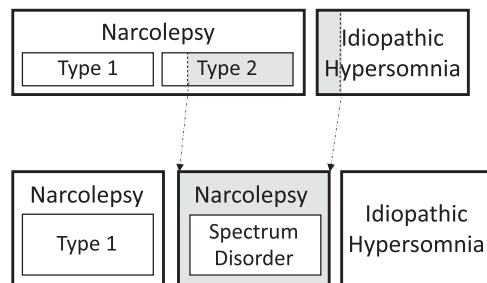 Narcolepsy
Type 1
Type 2
Idiopathic
Hypersomnia
Narcolepsy
Type 1
Narcolepsy
Spectrum
Disorder
Idiopathic
Hypersomnia